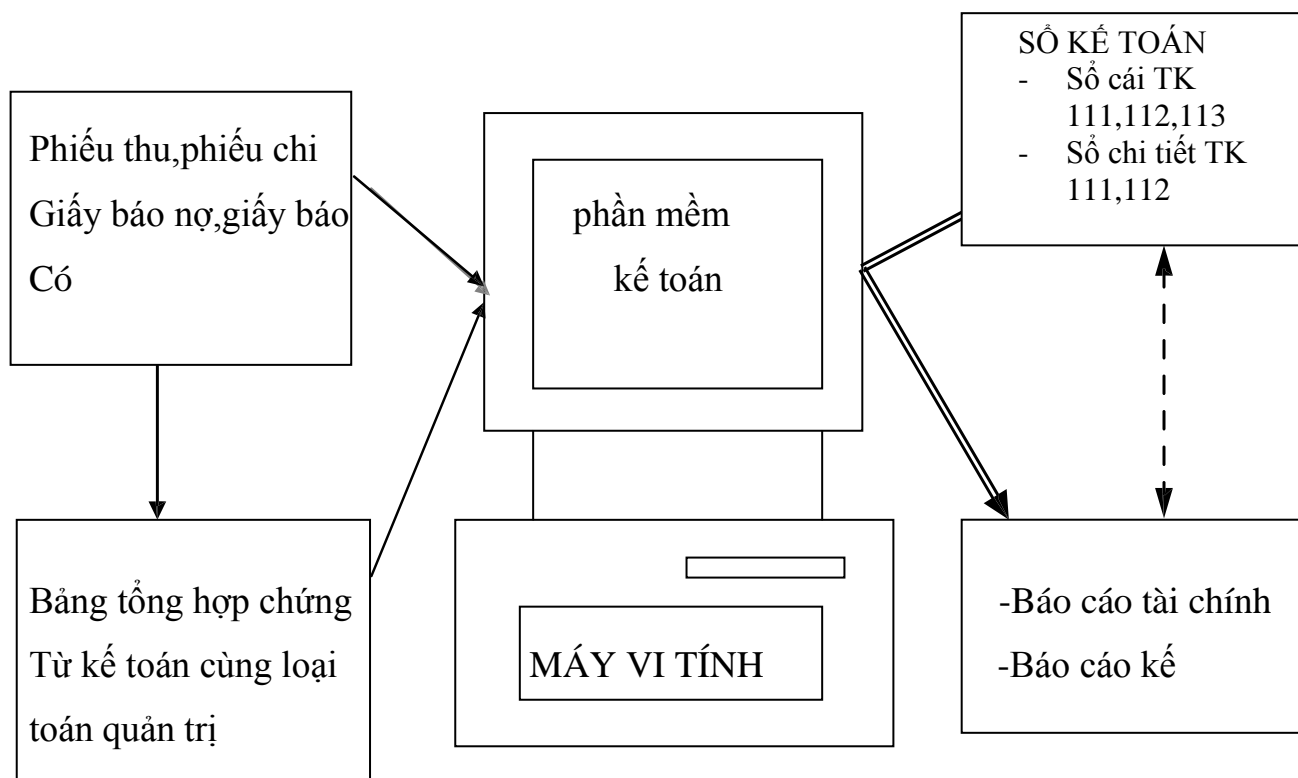 Phiếu thu,phiếu chi
Giấy báo nợ,giấy báo
Có
Bảng tổng hợp chứng
Từ kế toán cùng loại
toán quản trị
phần mềm
kế toán
MÁY VI TÍNH
SỔ KẾ TOÁN
- Sổ cái TK
111,112,113
- Sổ chi tiết TK
111,112
-Báo cáo tài chính
-Báo cáo kế